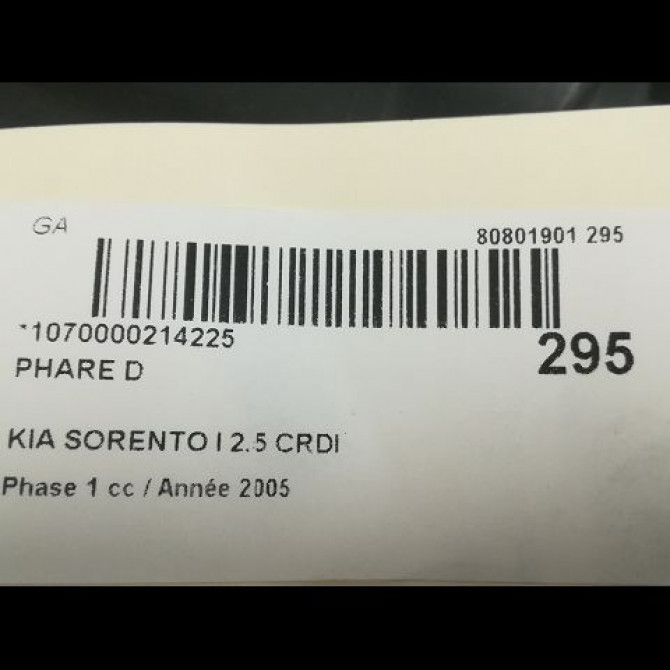 GA
80801901 295
*1070000214225
295
PHARE D
KIA SORENTO I 2.5 CRDI
Phase 1 cc / Année 2005